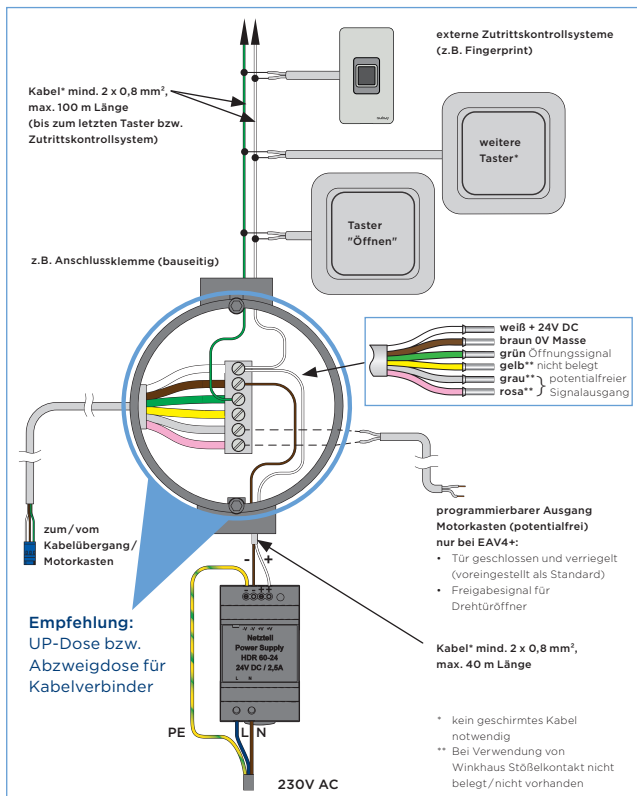 externe Zutrittskontrollsysteme
(z.B. Fingerprint)
Kabel* mind. 2 x 0,8 mm²,
max. 100 m Länge
(bis zum letzten Taster bzw.
Zutrittskontrollsystem)
weitere
Taster*
Taster
"Öffnen"
z.B. Anschlussklemme (bauseitig)
weiß + 24V DC
braun 0V Masse
grün Öffnungssignal
gelb** nicht belegt
grau** potentialfreier
rosa** Signalausgang
zum/vom
Kabelübergang/
Motorkasten
programmierbarer Ausgang
Motorkasten (potentialfrei)
nur bei EAV4+:
• Tür geschlossen und verriegelt
(voreingestellt als Standard)
• Freigabesignal für
Drehtüröffner
- +
Empfehlung:
UP-Dose bzw.
Abzweigdose für
Kabelverbinder
- - + +
-V -V +V +V
Netzteil
Power Supply
HDR 60-24
24V DC / 2,5A
L N
Kabel* mind. 2 x 0,8 mm²,
max. 40 m Länge
PE L N
230V AC
* kein geschirmtes Kabel
notwendig
** Bei Verwendung von
Winkhaus Stößelkontakt nicht
belegt/nicht vorhanden